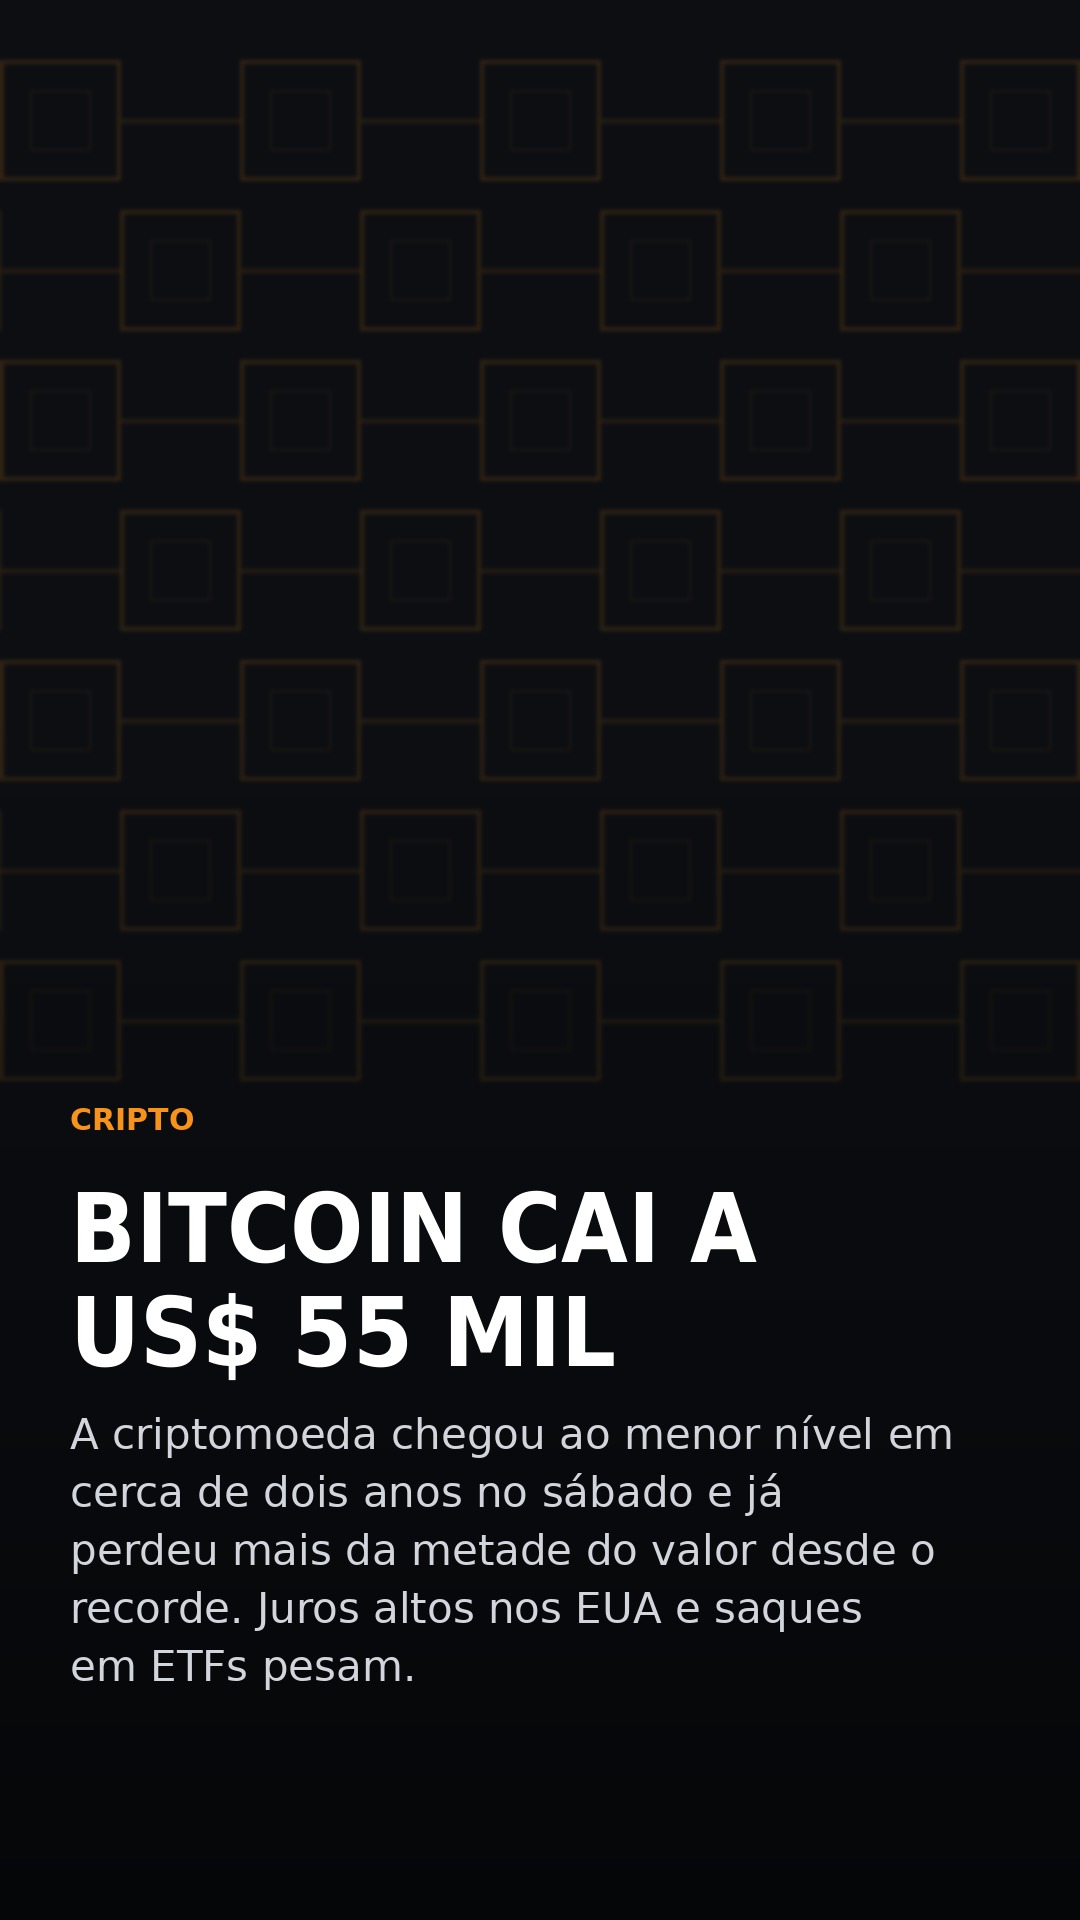 CRIPTO
BITCOIN CAI A
US$ 55 MIL
A criptomoeda chegou ao menor nível em
cerca de dois anos no sábado e já
perdeu mais da metade do valor desde o
recorde. Juros altos nos EUA e saques
em ETFs pesam.